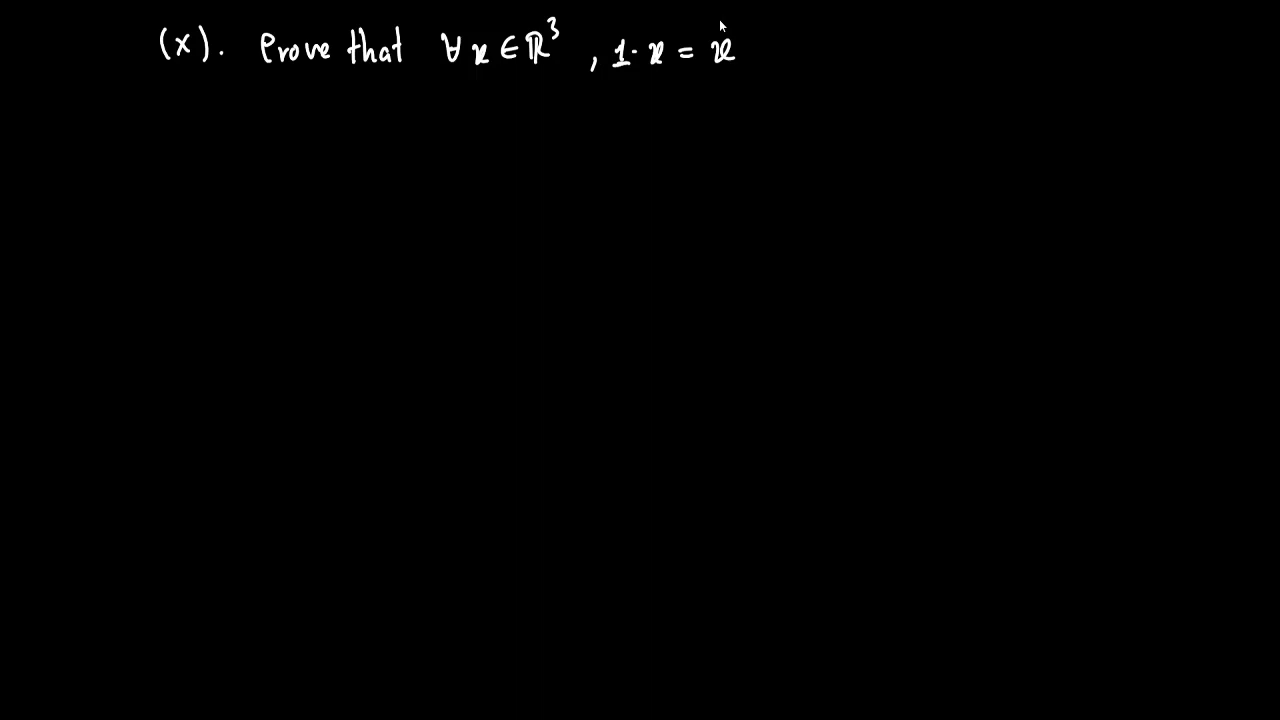 (x). Prove that ∀ x ∈ ℝ³, 1· x = x